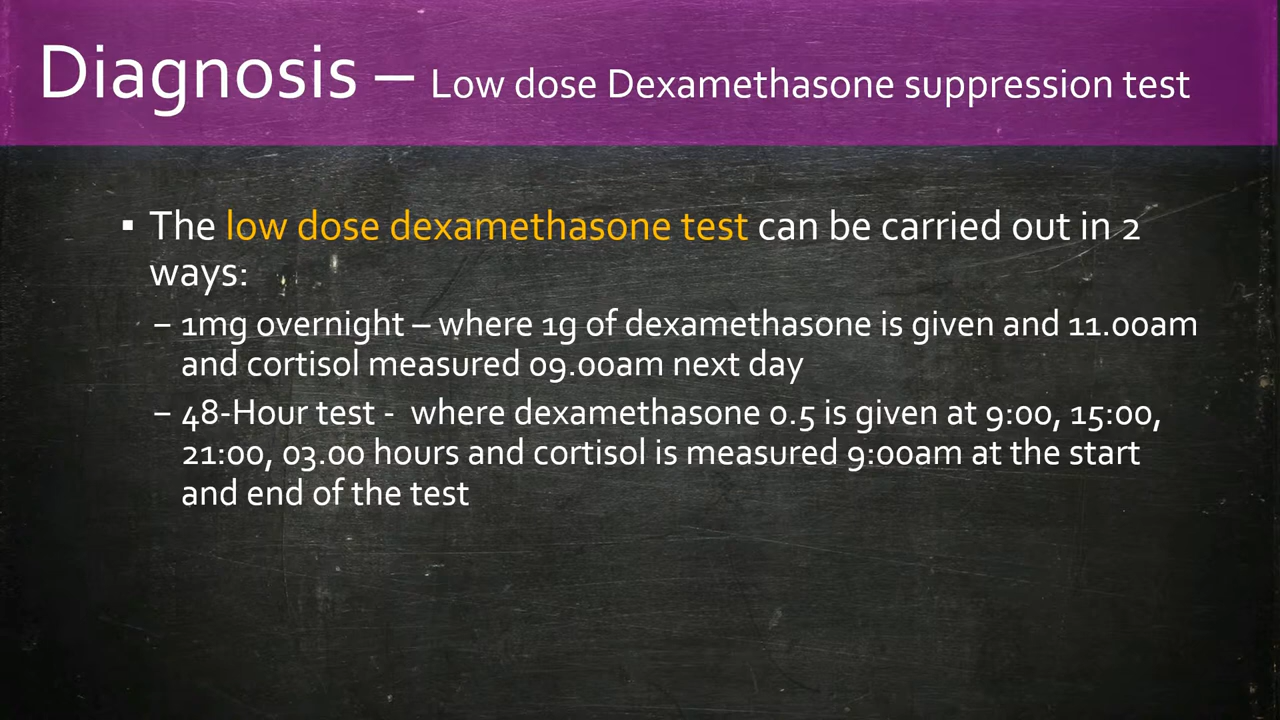 Diagnosis – Low dose Dexamethasone suppression test
▪ The low dose dexamethasone test can be carried out in 2
ways:
– 1mg overnight – where 1g of dexamethasone is given and 11.00am
and cortisol measured 09.00am next day
– 48-Hour test - where dexamethasone 0.5 is given at 9:00, 15:00,
21:00, 03.00 hours and cortisol is measured 9:00am at the start
and end of the test